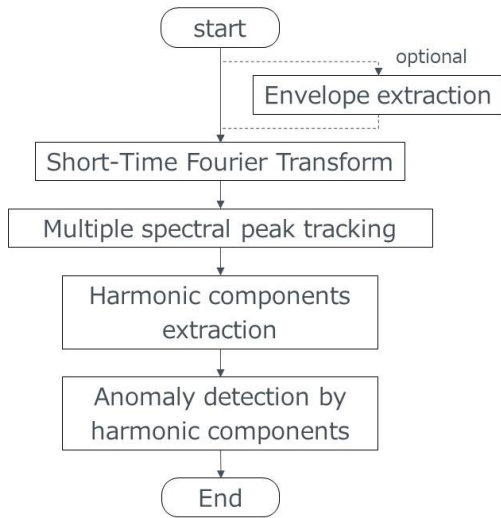 start
optional
Envelope extraction
Short-Time Fourier Transform
Multiple spectral peak tracking
Harmonic components
extraction
Anomaly detection by
harmonic components
End